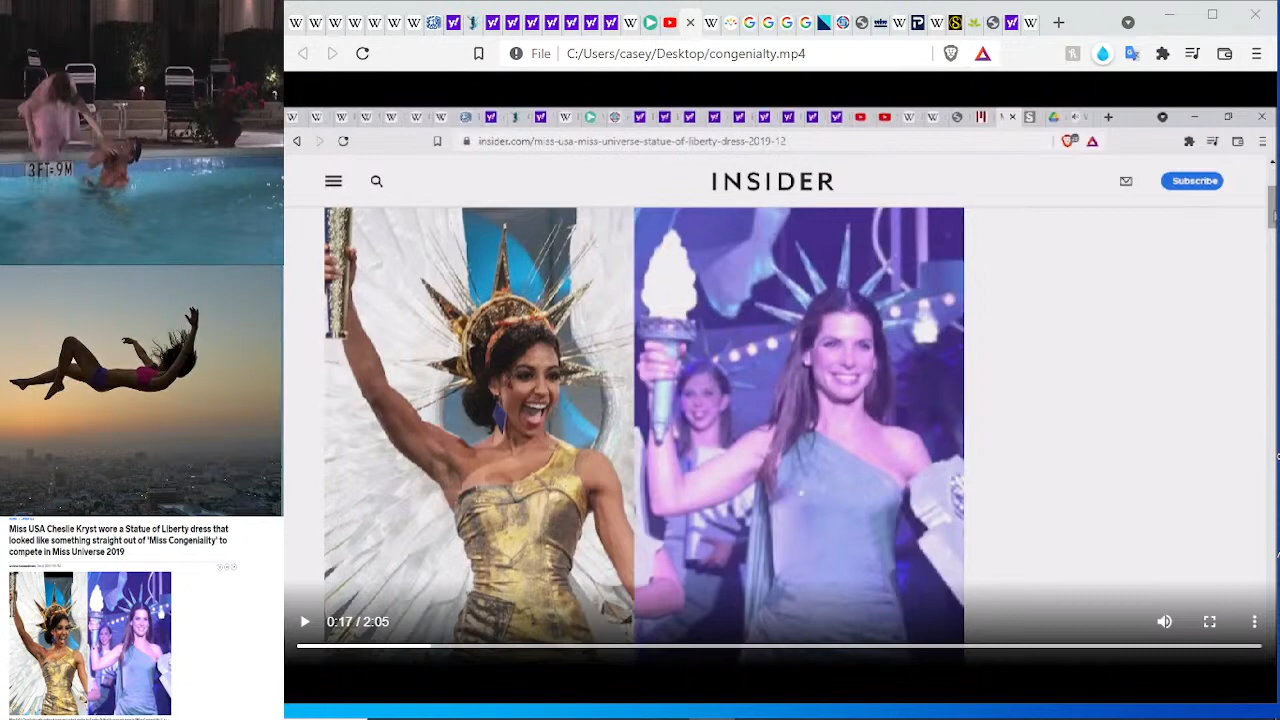 3 FT=.9M
Miss USA Cheslie Kryst wore a Statue of Liberty dress that
looked like something straight out of 'Miss Congeniality' to
compete in Miss Universe 2019
File C:/Users/casey/Desktop/congenialty.mp4
insider.com/miss-usa-miss-universe-statue-of-liberty-dress-2019-12
INSIDER
Subscribe
0:17 / 2:05